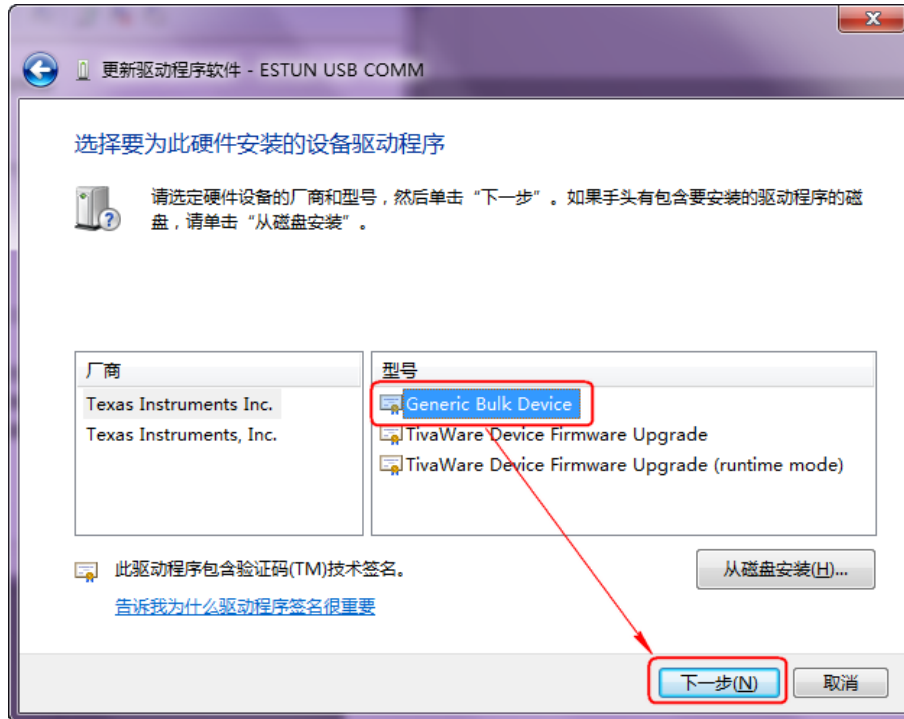 更新驱动程序软件 - ESTUN USB COMM
选择要为此硬件安装的设备驱动程序
请选定硬件设备的厂商和型号，然后单击“下一步”。如果手头有包含要安装的驱动程序的磁
盘，请单击“从磁盘安装”。
厂商
Texas Instruments Inc.
Texas Instruments, Inc.
型号
Generic Bulk Device
TivaWare Device Firmware Upgrade
TivaWare Device Firmware Upgrade (runtime mode)
此驱动程序包含验证码(TM)技术签名。
从磁盘安装(H)...
告诉我为什么驱动程序签名很重要
下一步(N)
取消